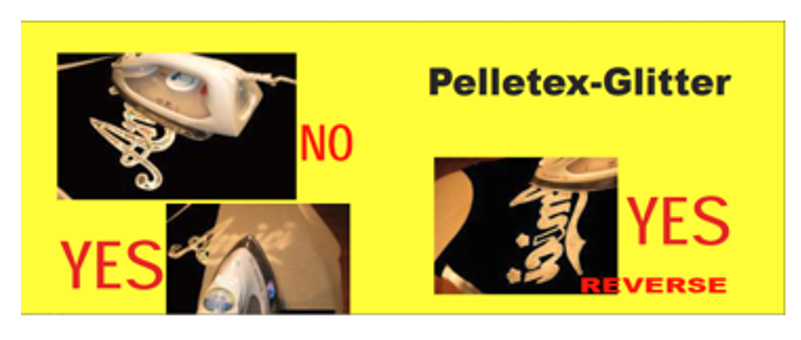 Pelletex-Glitter
NO
YES
YES
REVERSE